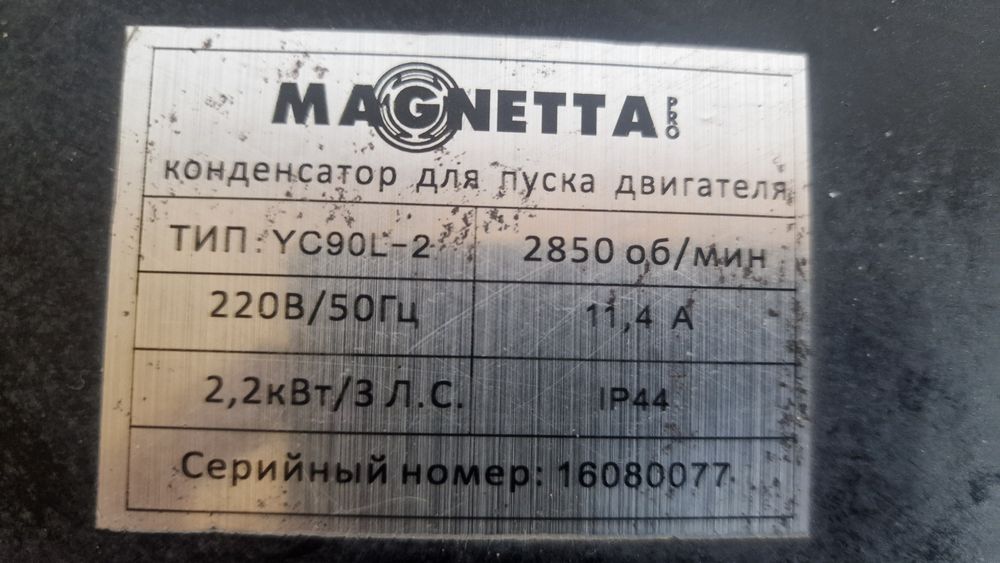 MAGNETTA PRO
конденсатор для пуска двигателя
ТИП: YC90L-2 2850 об/мин
220В/50Гц 11,4 А
2,2кВт/3 Л.С. IP44
Серийный номер: 16080077